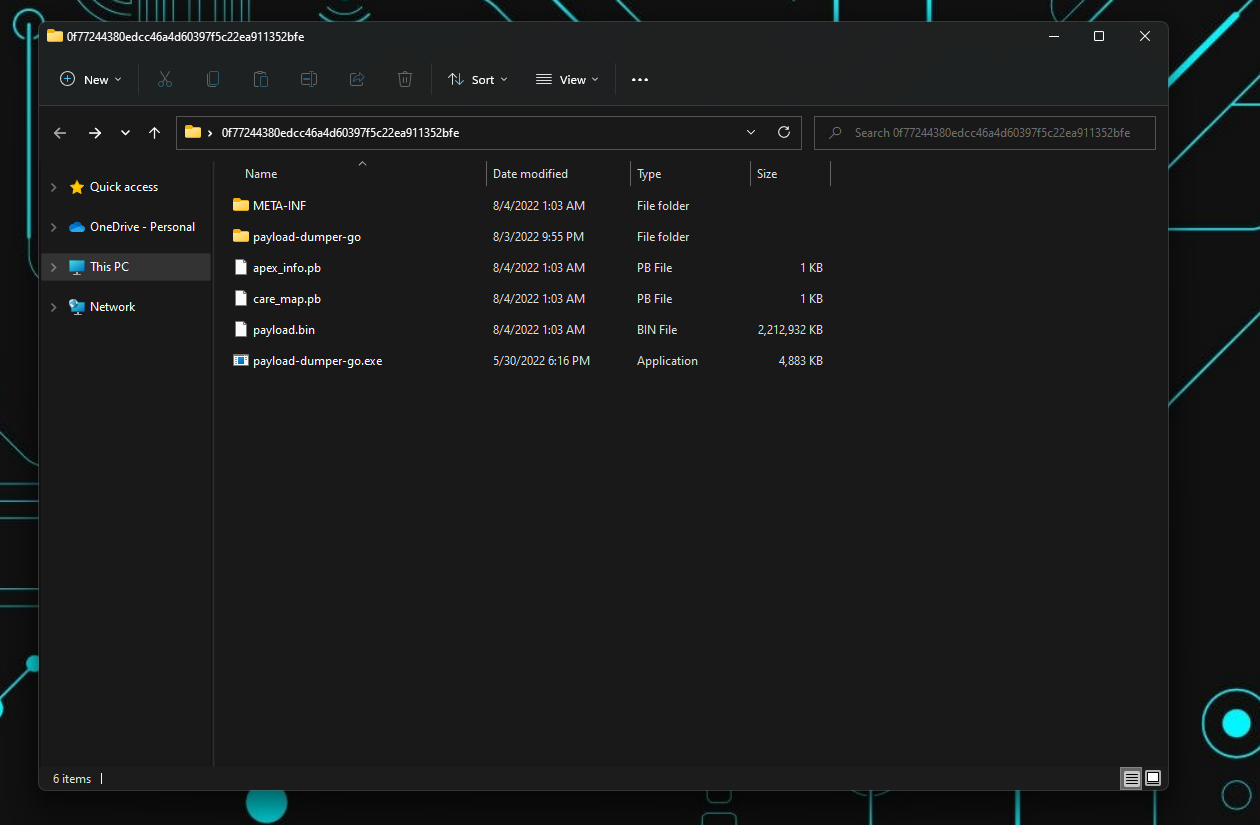 0f77244380edcc46a4d60397f5c22ea911352bfe
New Sort View
0f77244380edcc46a4d60397f5c22ea911352bfe Search 0f77244380edcc46a4d60397f5c22ea911352bfe
Quick access
OneDrive - Personal
This PC
Network
Name Date modified Type Size
META-INF 8/4/2022 1:03 AM File folder
payload-dumper-go 8/3/2022 9:55 PM File folder
apex_info.pb 8/4/2022 1:03 AM PB File 1 KB
care_map.pb 8/4/2022 1:03 AM PB File 1 KB
payload.bin 8/4/2022 1:03 AM BIN File 2,212,932 KB
payload-dumper-go.exe 5/30/2022 6:16 PM Application 4,883 KB
6 items